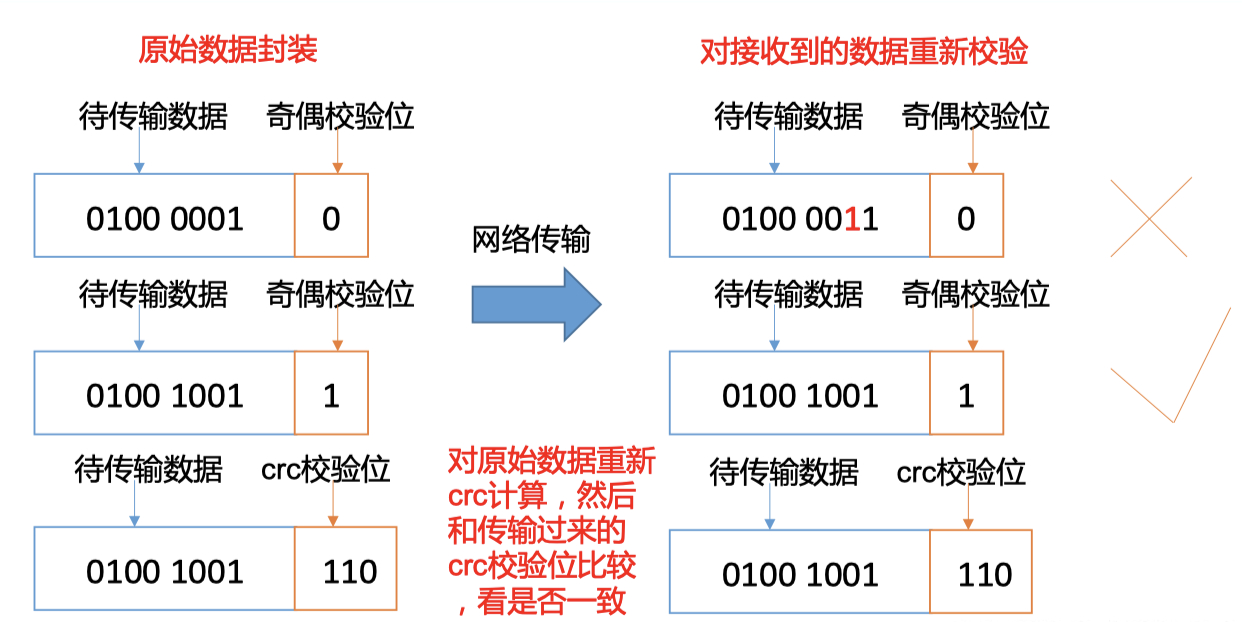 原始数据封装
对接收到的数据重新校验
待传输数据 奇偶校验位
待传输数据 奇偶校验位
0100 0001 0
0100 0011 0
网络传输
待传输数据 奇偶校验位
待传输数据 奇偶校验位
0100 1001 1
0100 1001 1
待传输数据 crc校验位
对原始数据重新
crc计算，然后
和传输过来的
crc校验位比较
，看是否一致
待传输数据 crc校验位
0100 1001 110
0100 1001 110